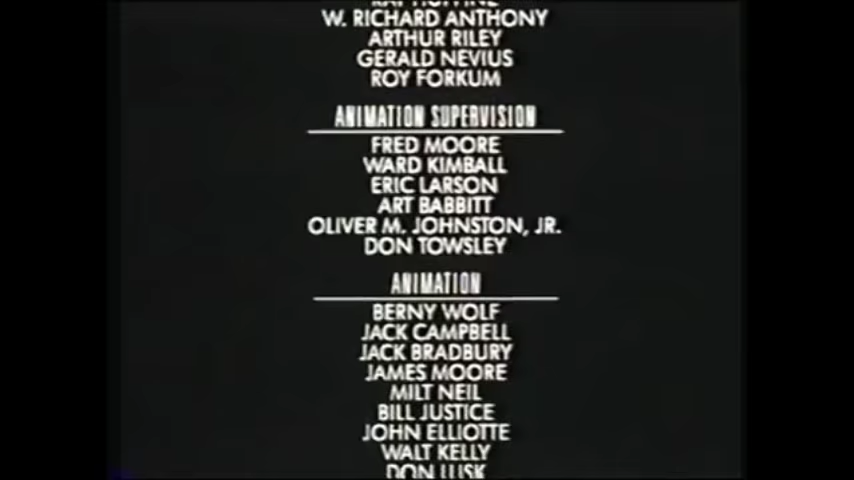 W. RICHARD ANTHONY
ARTHUR RILEY
GERALD NEVIUS
ROY FORKUM
ANIMATION SUPERVISION
FRED MOORE
WARD KIMBALL
ERIC LARSON
ART BABBITT
OLIVER M. JOHNSTON, JR.
DON TOWSLEY
ANIMATION
BERNY WOLF
JACK CAMPBELL
JACK BRADBURY
JAMES MOORE
MILT NEIL
BILL JUSTICE
JOHN ELLIOTTE
WALT KELLY
DON LUSK